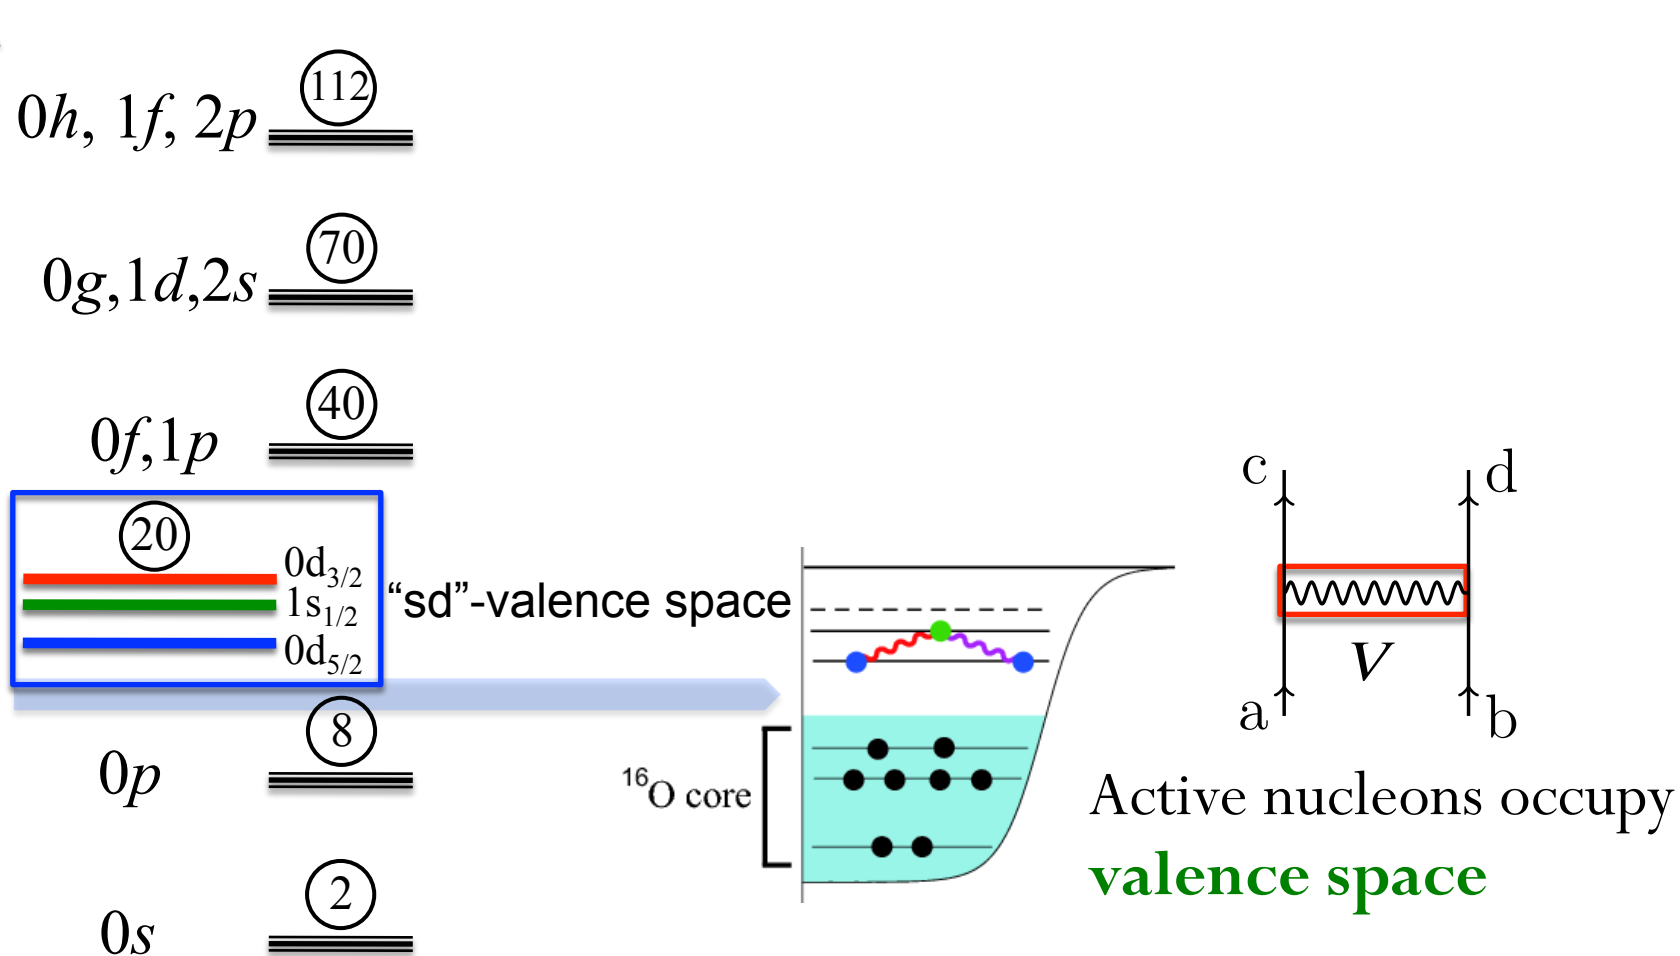 112
0h, 1f, 2p
70
0g,1d,2s
40
0f,1p
20
0d3/2
1s1/2
0d5/2
"sd"-valence space
8
0p
2
0s
16O core
c
d
V
a
b
Active nucleons occupy
valence space